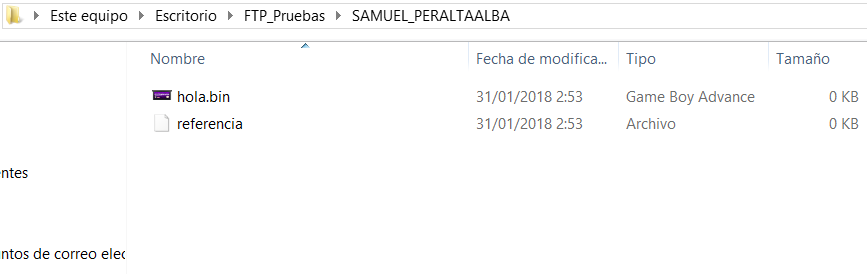 Este equipo Escritorio FTP_Pruebas SAMUEL_PERALTAALBA
Nombre Fecha de modifica... Tipo Tamaño
hola.bin 31/01/2018 2:53 Game Boy Advance 0 KB
referencia 31/01/2018 2:53 Archivo 0 KB
entes
ntos de correo elec